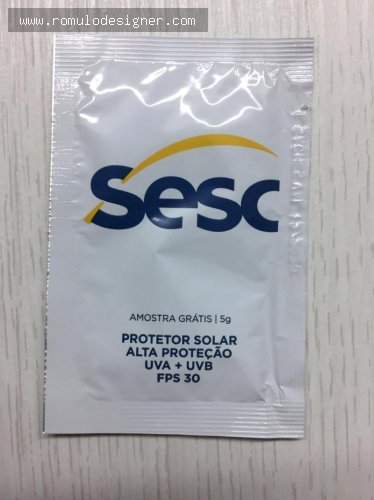 www.romulodesigner.com
Sesc
AMOSTRA GRÁTIS | 5g
PROTETOR SOLAR
ALTA PROTEÇÃO
UVA + UVB
FPS 30